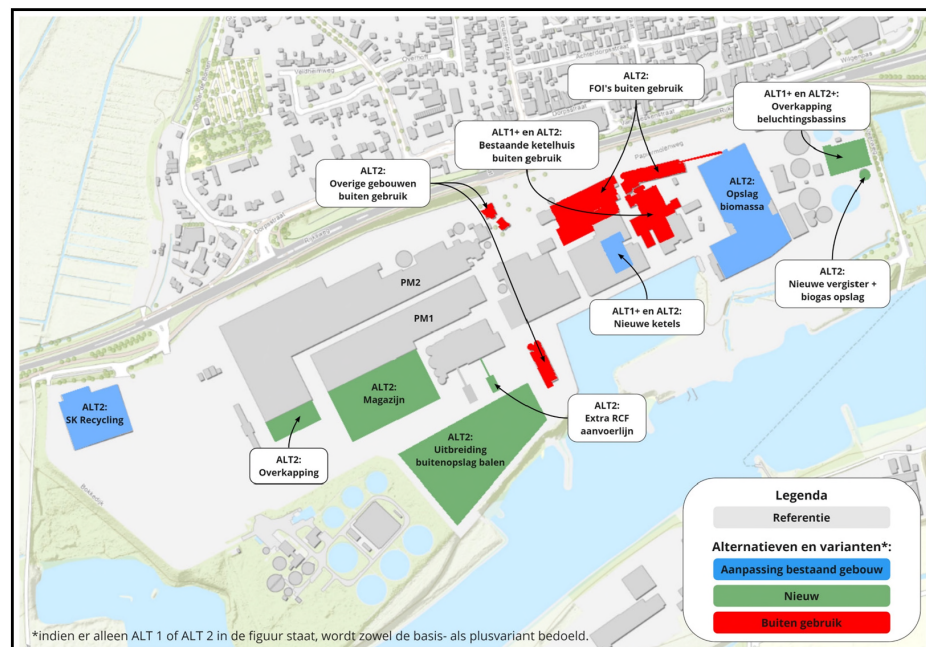 ALT2:
FOI's buiten gebruik
ALT1+ en ALT2+:
Overkapping
beluchtingsbassins
ALT1+ en ALT2:
Bestaande ketelhuis
buiten gebruik
ALT2:
Overige gebouwen
buiten gebruik
ALT2:
Opslag
biomassa
ALT2:
Nieuwe vergister +
biogas opslag
ALT1+ en ALT2:
Nieuwe ketels
PM2
PM1
ALT2:
Magazijn
ALT2:
SK Recycling
ALT2:
Overkapping
ALT2:
Uitbreiding
buitenopslag balen
ALT2:
Extra RCF
aanvoerlijn
Papiermolenweg
Dorpsstraat
Bokkedijk
Legenda
Referentie
Alternatieven en varianten*:
Aanpassing bestaand gebouw
Nieuw
Buiten gebruik
*indien er alleen ALT 1 of ALT 2 in de figuur staat, wordt zowel de basis- als plusvariant bedoeld.